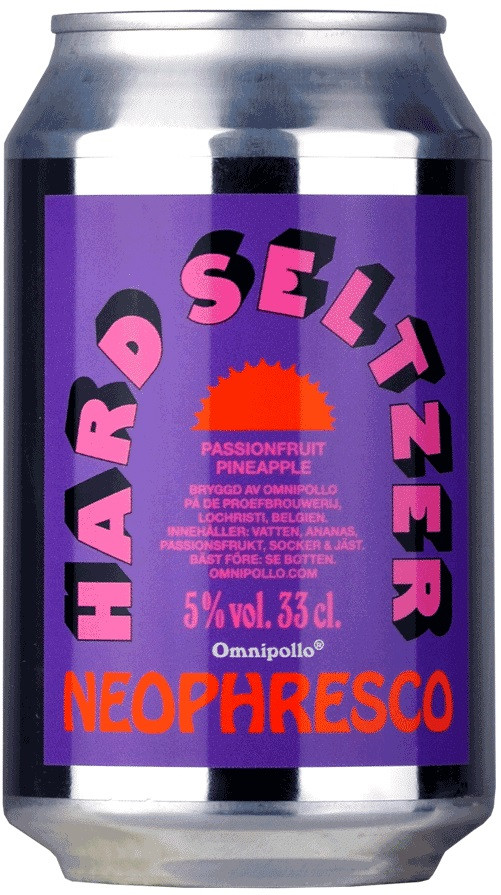 HARD SELTZER
PASSIONFRUIT
PINEAPPLE
BRYGGD AV OMNIPOLLO
PÅ DE PROEFBROUWERIJ,
LOCHRISTI, BELGIEN.
INNEHÅLLER: VATTEN, ANANAS,
PASSIONSFRUKT, SOCKER & JÄST.
BÄST FÖRE: SE BOTTEN.
OMNIPOLLO.COM
5% vol. 33 cl.
Omnipollo®
NEOPHRESCO